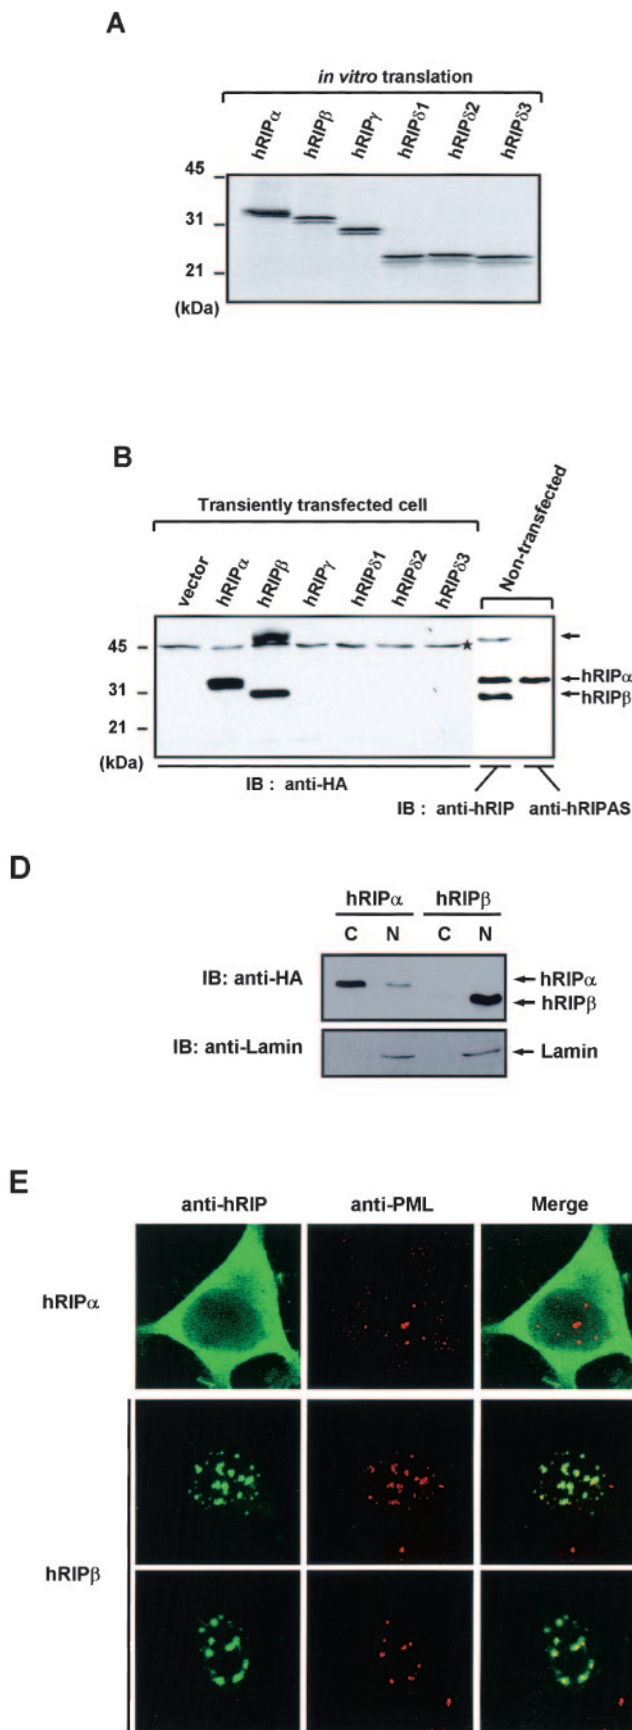 A
in vitro translation
hRIPα hRIPβ hRIPγ hRIPδ1 hRIPδ2 hRIPδ3
45
31
21
(kDa)
B
Transiently transfected cell
Non-transfected
vector hRIPα hRIPβ hRIPγ hRIPδ1 hRIPδ2 hRIPδ3
45
hRIPα
31
hRIPβ
21
(kDa)
IB : anti-HA
IB : anti-hRIP anti-hRIPAS
D
hRIPα hRIPβ
C N C N
IB: anti-HA
hRIPα
hRIPβ
IB: anti-Lamin
Lamin
E
anti-hRIP anti-PML Merge
hRIPα
hRIPβ